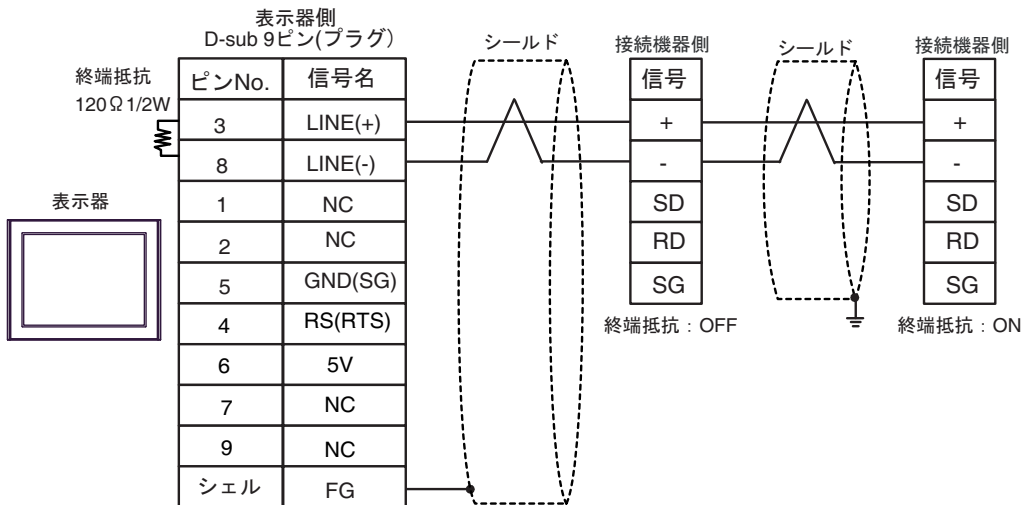 表示器側
D-sub 9ピン(プラグ)
終端抵抗
120Ω 1/2W
表示器
ピンNo. 信号名
3 LINE(+)
8 LINE(-)
1 NC
2 NC
5 GND(SG)
4 RS(RTS)
6 5V
7 NC
9 NC
シェル FG
シールド
接続機器側
信号
+
-
SD
RD
SG
終端抵抗:OFF
シールド
接続機器側
信号
+
-
SD
RD
SG
終端抵抗:ON